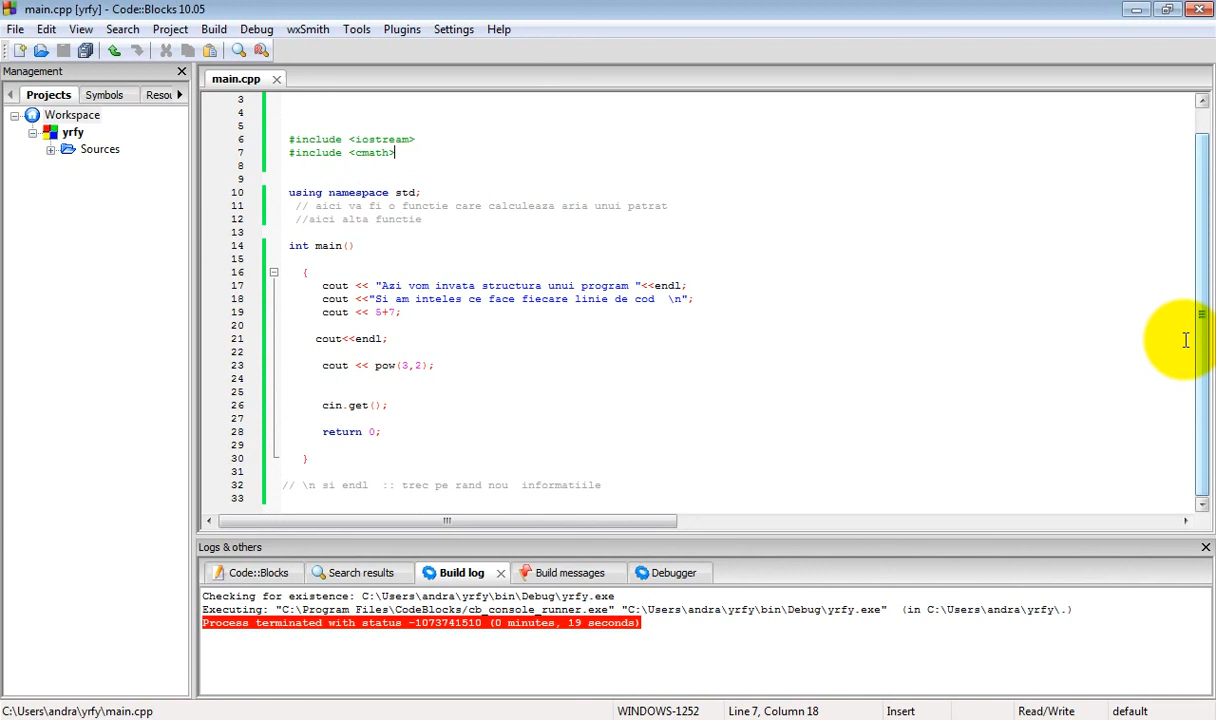 main.cpp [yrfy] - Code::Blocks 10.05
File Edit View Search Project Build Debug wxSmith Tools Plugins Settings Help
Management
Projects Symbols Resou
Workspace
yrfy
Sources
main.cpp
3
4
5
6 #include <iostream>
7 #include <cmath>
8
9
10 using namespace std;
11 // aici va fi o functie care calculeaza aria unui patrat
12 //aici alta functie
13
14 int main()
15
16 {
17 cout << "Azi vom invata structura unui program "<<endl;
18 cout <<"Si am inteles ce face fiecare linie de cod \n";
19 cout << 5+7;
20
21 cout<<endl;
22
23 cout << pow(3,2);
24
25
26 cin.get();
27
28 return 0;
29
30 }
31
32 // \n si endl :: trec pe rand nou informatiile
33
Logs & others
Code::Blocks Search results Build log Build messages Debugger
Checking for existence: C:\Users\andra\yrfy\bin\Debug\yrfy.exe
Executing: "C:\Program Files\CodeBlocks/cb_console_runner.exe" "C:\Users\andra\yrfy\bin\Debug\yrfy.exe" (in C:\Users\andra\yrfy\.)
Process terminated with status -1073741510 (0 minutes, 19 seconds)
C:\Users\andra\yrfy\main.cpp WINDOWS-1252 Line 7, Column 18 Insert Read/Write default